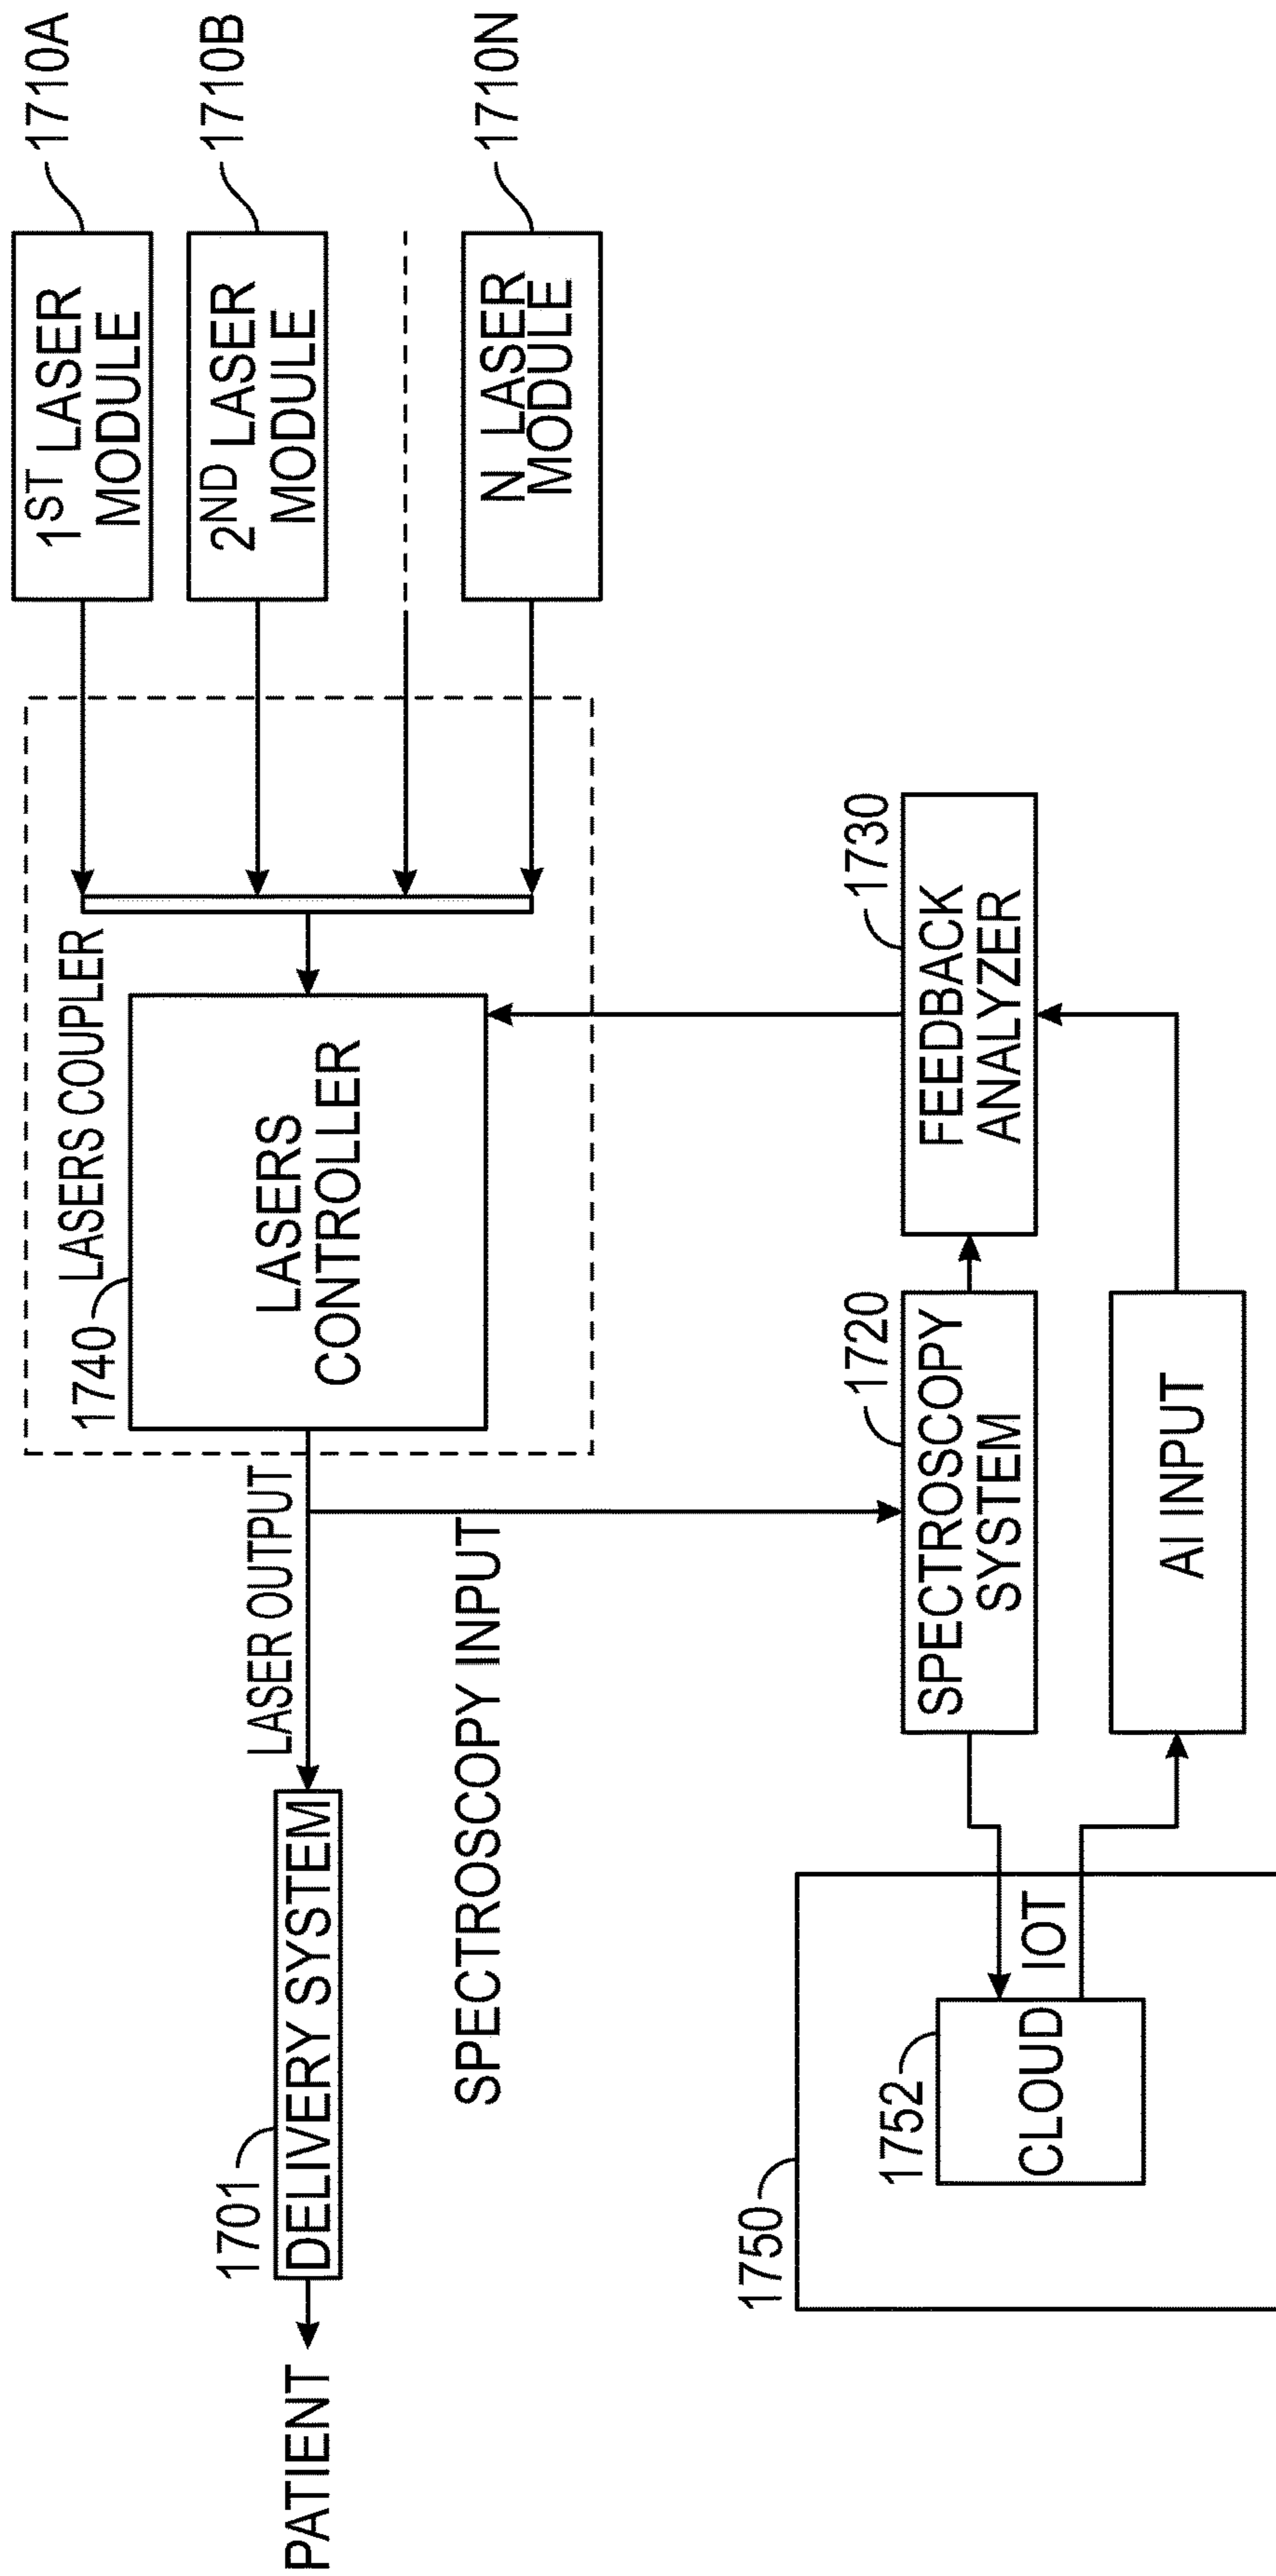 1710A
1ST LASER
MODULE
1710B
2ND LASER
MODULE
1710N
N LASER
MODULE
LASERS COUPLER
1740
LASERS
CONTROLLER
LASER OUTPUT
1701
DELIVERY SYSTEM
PATIENT
SPECTROSCOPY INPUT
1730
FEEDBACK
ANALYZER
1720
SPECTROSCOPY
SYSTEM
AI INPUT
1750
1752
CLOUD
IOT